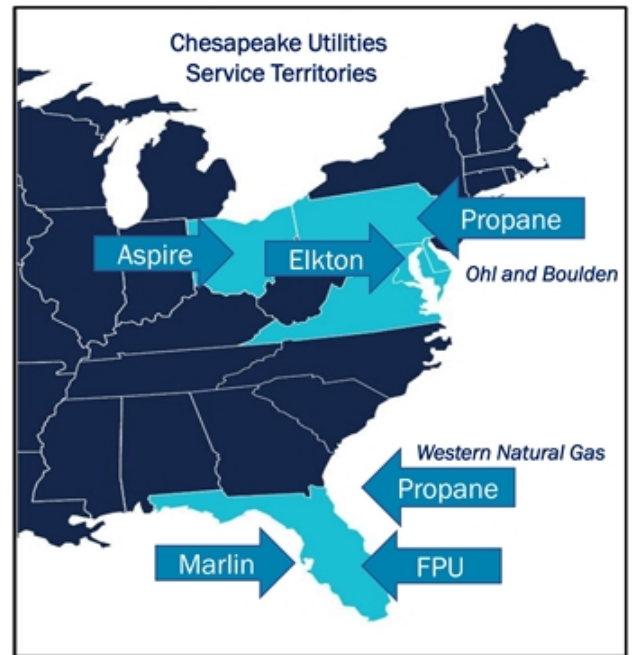 Chesapeake Utilities
Service Territories
Propane
Aspire
Elkton
Ohl and Boulden
Western Natural Gas
Propane
Marlin
FPU